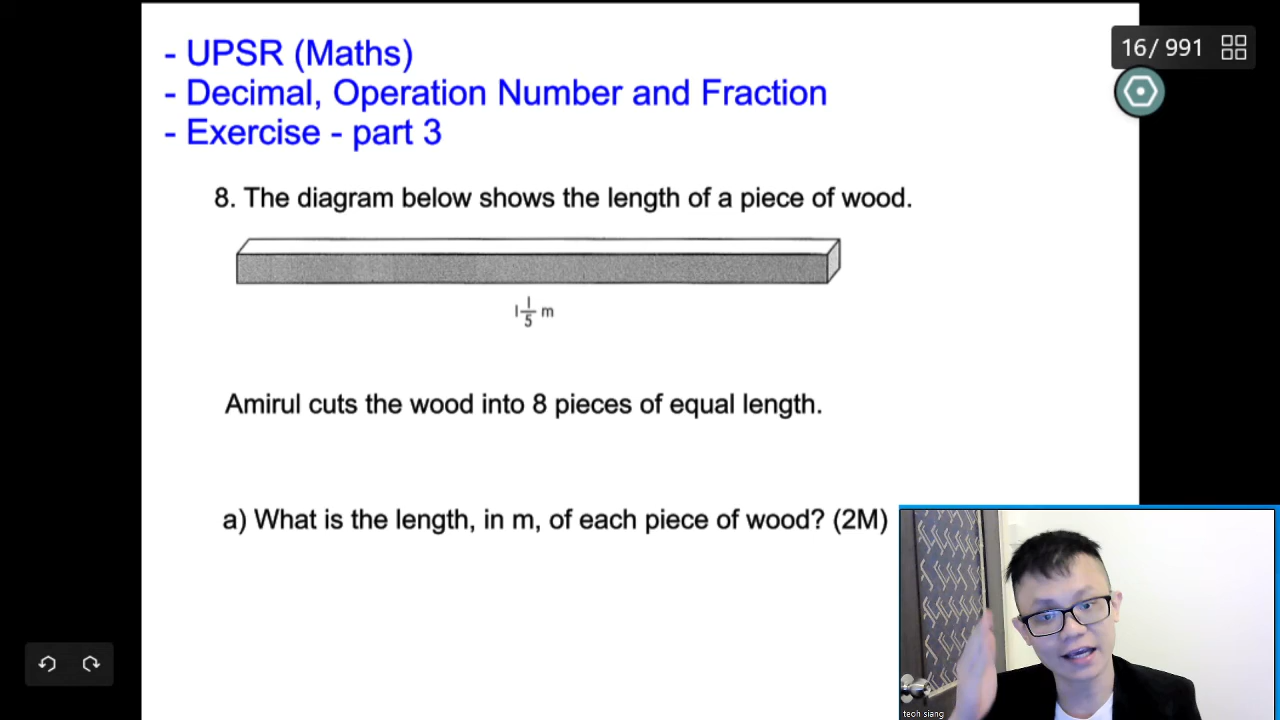 - UPSR (Maths)
- Decimal, Operation Number and Fraction
- Exercise - part 3
16/ 991
8. The diagram below shows the length of a piece of wood.
1 1/5 m
Amirul cuts the wood into 8 pieces of equal length.
a) What is the length, in m, of each piece of wood? (2M)
teoh siang